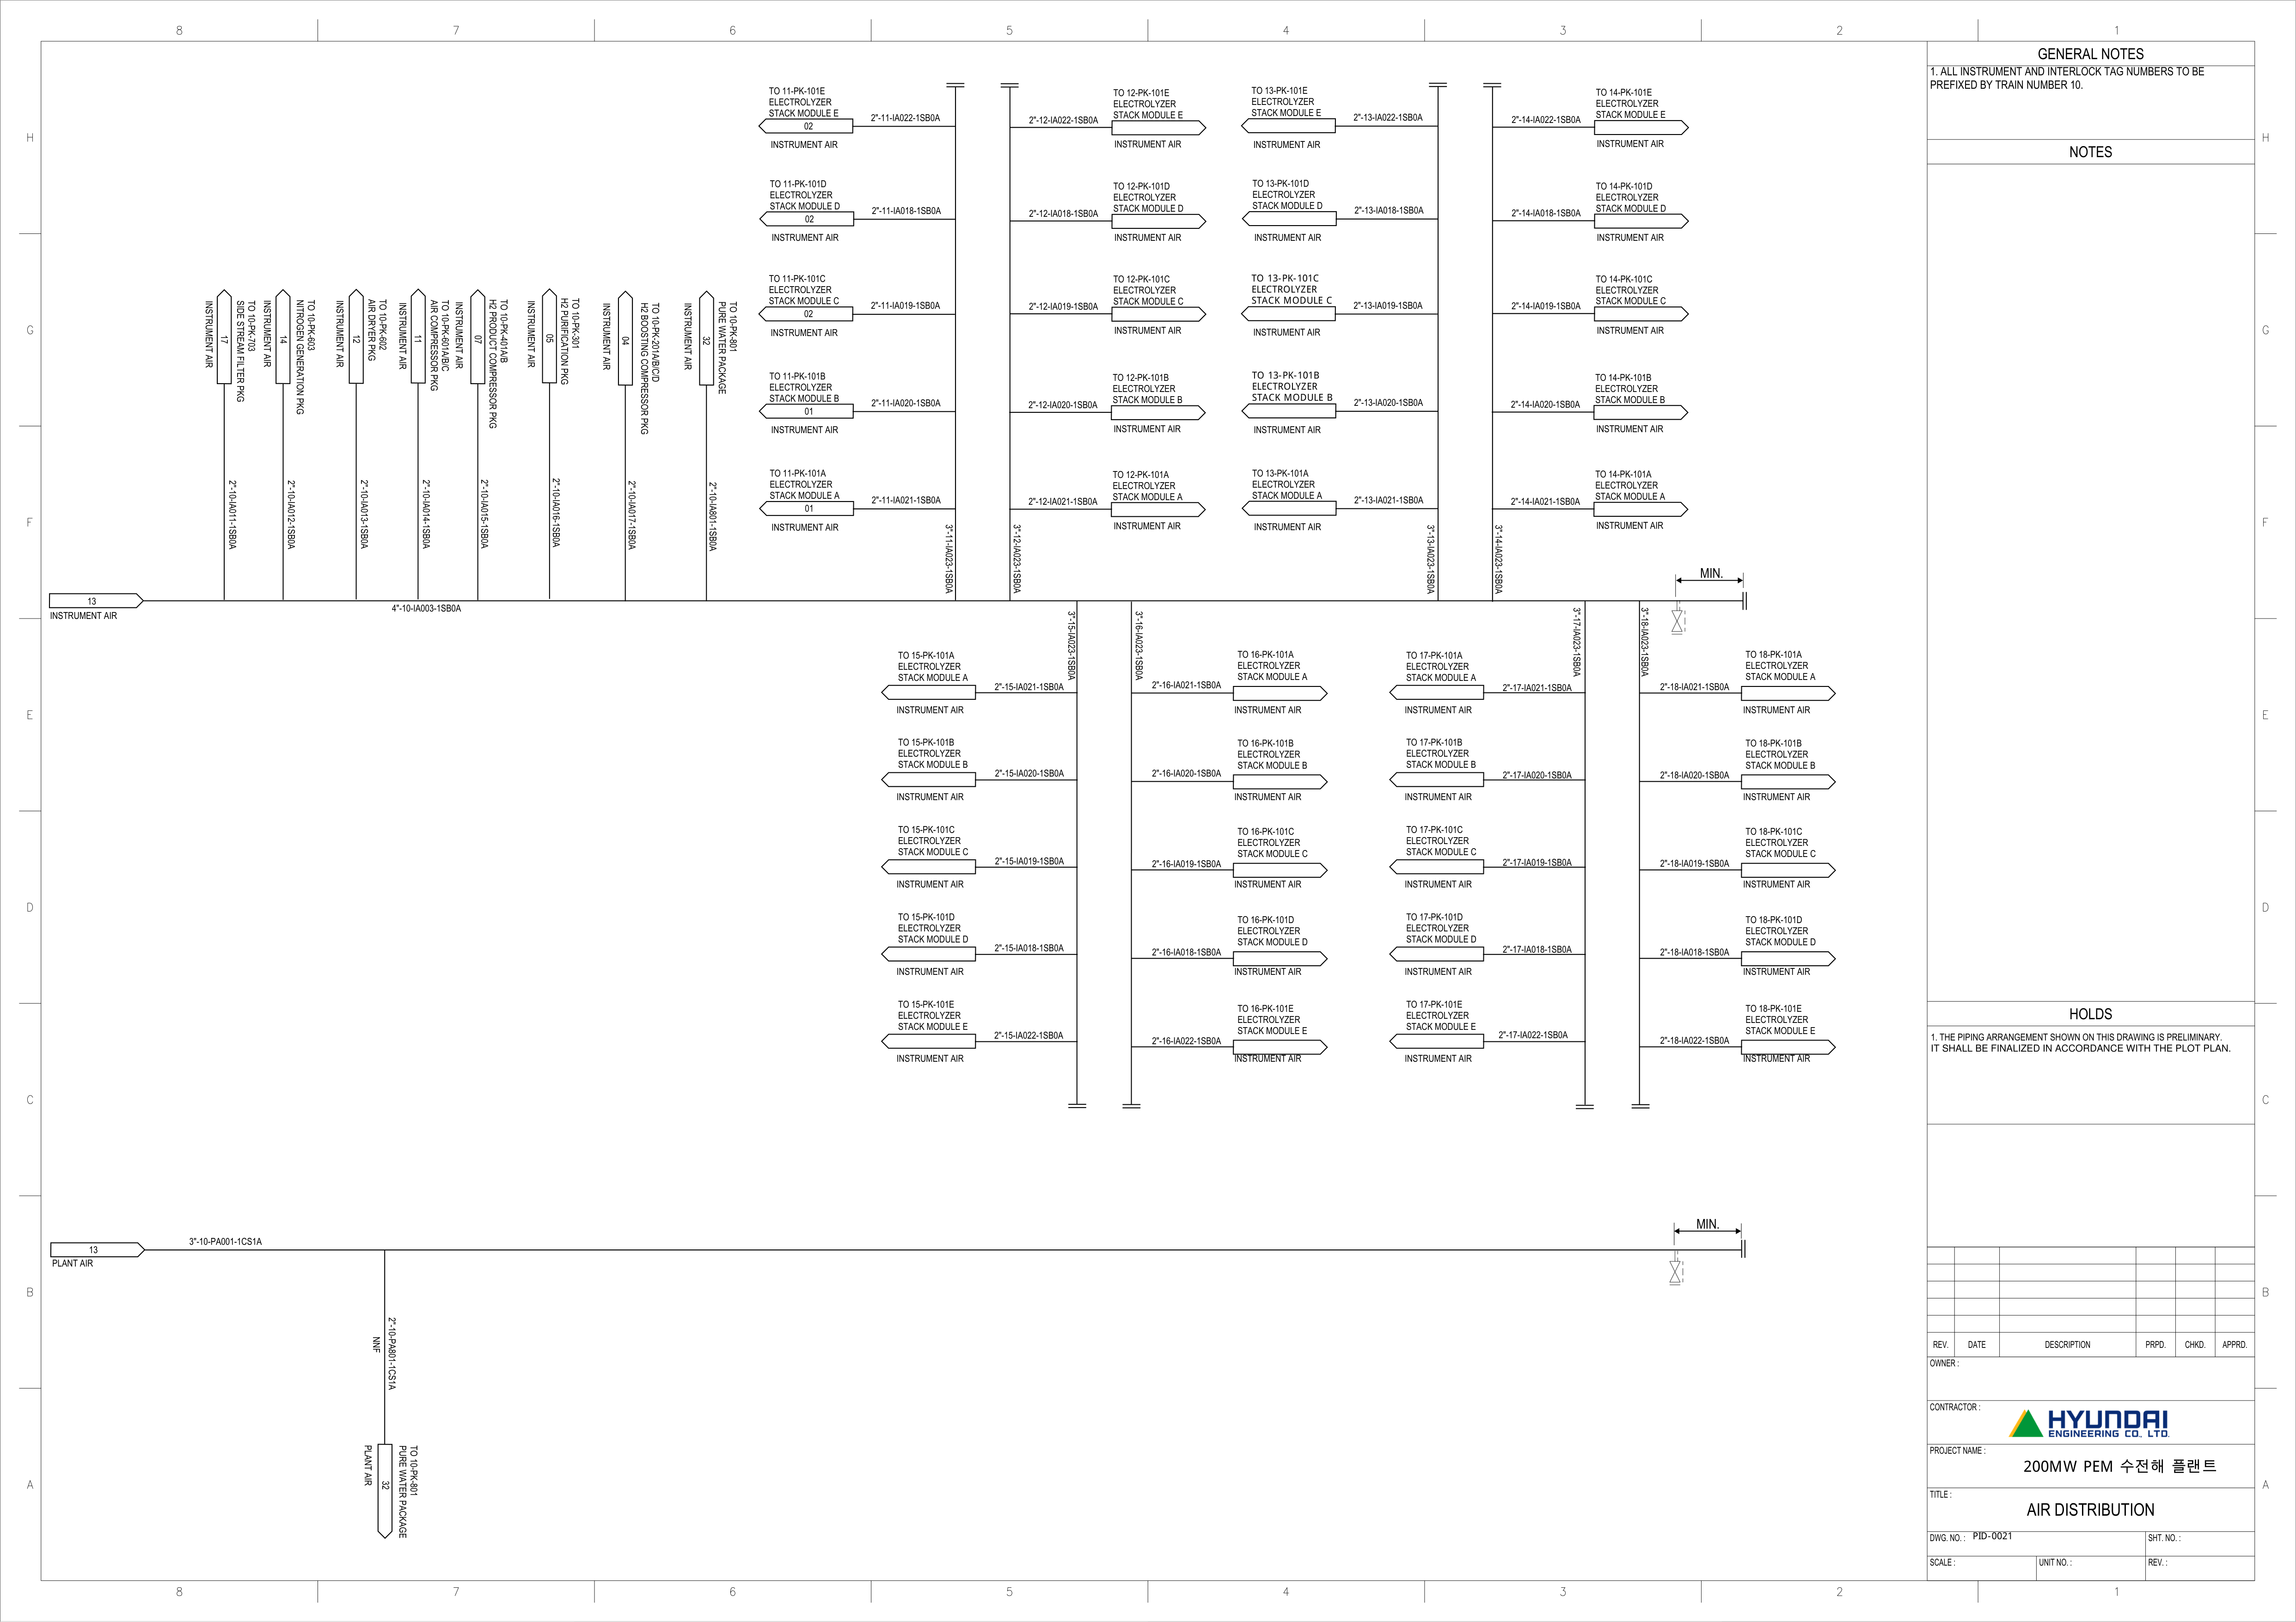 8 7 6 5 4 3 2 1
H
G
F
E
D
C
B
A
TO 11-PK-101E
ELECTROLYZER
STACK MODULE E
02
INSTRUMENT AIR
2"-11-IA022-1SB0A
TO 11-PK-101D
ELECTROLYZER
STACK MODULE D
02
INSTRUMENT AIR
2"-11-IA018-1SB0A
TO 11-PK-101C
ELECTROLYZER
STACK MODULE C
02
INSTRUMENT AIR
2"-11-IA019-1SB0A
TO 11-PK-101B
ELECTROLYZER
STACK MODULE B
01
INSTRUMENT AIR
2"-11-IA020-1SB0A
TO 11-PK-101A
ELECTROLYZER
STACK MODULE A
01
INSTRUMENT AIR
2"-11-IA021-1SB0A
3"-11-IA023-1SB0A
TO 12-PK-101E
ELECTROLYZER
STACK MODULE E
INSTRUMENT AIR
2"-12-IA022-1SB0A
TO 12-PK-101D
ELECTROLYZER
STACK MODULE D
INSTRUMENT AIR
2"-12-IA018-1SB0A
TO 12-PK-101C
ELECTROLYZER
STACK MODULE C
INSTRUMENT AIR
2"-12-IA019-1SB0A
TO 12-PK-101B
ELECTROLYZER
STACK MODULE B
INSTRUMENT AIR
2"-12-IA020-1SB0A
TO 12-PK-101A
ELECTROLYZER
STACK MODULE A
INSTRUMENT AIR
2"-12-IA021-1SB0A
3"-12-IA023-1SB0A
TO 13-PK-101E
ELECTROLYZER
STACK MODULE E
INSTRUMENT AIR
2"-13-IA022-1SB0A
TO 13-PK-101D
ELECTROLYZER
STACK MODULE D
INSTRUMENT AIR
2"-13-IA018-1SB0A
TO 13-PK-101C
ELECTROLYZER
STACK MODULE C
INSTRUMENT AIR
2"-13-IA019-1SB0A
TO 13-PK-101B
ELECTROLYZER
STACK MODULE B
INSTRUMENT AIR
2"-13-IA020-1SB0A
TO 13-PK-101A
ELECTROLYZER
STACK MODULE A
INSTRUMENT AIR
2"-13-IA021-1SB0A
3"-13-IA023-1SB0A
TO 14-PK-101E
ELECTROLYZER
STACK MODULE E
INSTRUMENT AIR
2"-14-IA022-1SB0A
TO 14-PK-101D
ELECTROLYZER
STACK MODULE D
INSTRUMENT AIR
2"-14-IA018-1SB0A
TO 14-PK-101C
ELECTROLYZER
STACK MODULE C
INSTRUMENT AIR
2"-14-IA019-1SB0A
TO 14-PK-101B
ELECTROLYZER
STACK MODULE B
INSTRUMENT AIR
2"-14-IA020-1SB0A
TO 14-PK-101A
ELECTROLYZER
STACK MODULE A
INSTRUMENT AIR
2"-14-IA021-1SB0A
3"-14-IA023-1SB0A
TO 10-PK-703
SIDE STREAM FILTER PKG
17
INSTRUMENT AIR
2"-10-IA011-1SB0A
TO 10-PK-603
NITROGEN GENERATION PKG
14
INSTRUMENT AIR
2"-10-IA012-1SB0A
TO 10-PK-602
AIR DRYER PKG
12
INSTRUMENT AIR
2"-10-IA013-1SB0A
TO 10-PK-601A/B/C
AIR COMPRESSOR PKG
11
INSTRUMENT AIR
2"-10-IA014-1SB0A
TO 10-PK-401A/B
H2 PRODUCT COMPRESSOR PKG
07
INSTRUMENT AIR
2"-10-IA015-1SB0A
TO 10-PK-301
H2 PURIFICATION PKG
05
INSTRUMENT AIR
2"-10-IA016-1SB0A
TO 10-PK-201A/B/C/D
H2 BOOSTING COMPRESSOR PKG
04
INSTRUMENT AIR
2"-10-IA017-1SB0A
TO 10-PK-801
PURE WATER PACKAGE
32
INSTRUMENT AIR
2"-10-IA801-1SB0A
13
INSTRUMENT AIR
4"-10-IA003-1SB0A
MIN.
3"-15-IA023-1SB0A
TO 15-PK-101A
ELECTROLYZER
STACK MODULE A
INSTRUMENT AIR
2"-15-IA021-1SB0A
TO 15-PK-101B
ELECTROLYZER
STACK MODULE B
INSTRUMENT AIR
2"-15-IA020-1SB0A
TO 15-PK-101C
ELECTROLYZER
STACK MODULE C
INSTRUMENT AIR
2"-15-IA019-1SB0A
TO 15-PK-101D
ELECTROLYZER
STACK MODULE D
INSTRUMENT AIR
2"-15-IA018-1SB0A
TO 15-PK-101E
ELECTROLYZER
STACK MODULE E
INSTRUMENT AIR
2"-15-IA022-1SB0A
3"-16-IA023-1SB0A
TO 16-PK-101A
ELECTROLYZER
STACK MODULE A
INSTRUMENT AIR
2"-16-IA021-1SB0A
TO 16-PK-101B
ELECTROLYZER
STACK MODULE B
INSTRUMENT AIR
2"-16-IA020-1SB0A
TO 16-PK-101C
ELECTROLYZER
STACK MODULE C
INSTRUMENT AIR
2"-16-IA019-1SB0A
TO 16-PK-101D
ELECTROLYZER
STACK MODULE D
INSTRUMENT AIR
2"-16-IA018-1SB0A
TO 16-PK-101E
ELECTROLYZER
STACK MODULE E
INSTRUMENT AIR
2"-16-IA022-1SB0A
3"-17-IA023-1SB0A
TO 17-PK-101A
ELECTROLYZER
STACK MODULE A
INSTRUMENT AIR
2"-17-IA021-1SB0A
TO 17-PK-101B
ELECTROLYZER
STACK MODULE B
INSTRUMENT AIR
2"-17-IA020-1SB0A
TO 17-PK-101C
ELECTROLYZER
STACK MODULE C
INSTRUMENT AIR
2"-17-IA019-1SB0A
TO 17-PK-101D
ELECTROLYZER
STACK MODULE D
INSTRUMENT AIR
2"-17-IA018-1SB0A
TO 17-PK-101E
ELECTROLYZER
STACK MODULE E
INSTRUMENT AIR
2"-17-IA022-1SB0A
3"-18-IA023-1SB0A
TO 18-PK-101A
ELECTROLYZER
STACK MODULE A
INSTRUMENT AIR
2"-18-IA021-1SB0A
TO 18-PK-101B
ELECTROLYZER
STACK MODULE B
INSTRUMENT AIR
2"-18-IA020-1SB0A
TO 18-PK-101C
ELECTROLYZER
STACK MODULE C
INSTRUMENT AIR
2"-18-IA019-1SB0A
TO 18-PK-101D
ELECTROLYZER
STACK MODULE D
INSTRUMENT AIR
2"-18-IA018-1SB0A
TO 18-PK-101E
ELECTROLYZER
STACK MODULE E
INSTRUMENT AIR
2"-18-IA022-1SB0A
13
PLANT AIR
3"-10-PA001-1CS1A
MIN.
2"-10-PA801-1CS1A
NNF
TO 10-PK-801
PURE WATER PACKAGE
32
PLANT AIR
GENERAL NOTES
1. ALL INSTRUMENT AND INTERLOCK TAG NUMBERS TO BE
PREFIXED BY TRAIN NUMBER 10.
NOTES
HOLDS
1. THE PIPING ARRANGEMENT SHOWN ON THIS DRAWING IS PRELIMINARY.
IT SHALL BE FINALIZED IN ACCORDANCE WITH THE PLOT PLAN.
REV. DATE DESCRIPTION PRPD. CHKD. APPRD.
OWNER :
CONTRACTOR :
HYUNDAI
ENGINEERING CO., LTD.
PROJECT NAME :
200MW PEM 수전해 플랜트
TITLE :
AIR DISTRIBUTION
DWG. NO. : PID-0021 SHT. NO. :
SCALE : UNIT NO. : REV. :
H
G
F
E
D
C
B
A
8 7 6 5 4 3 2 1